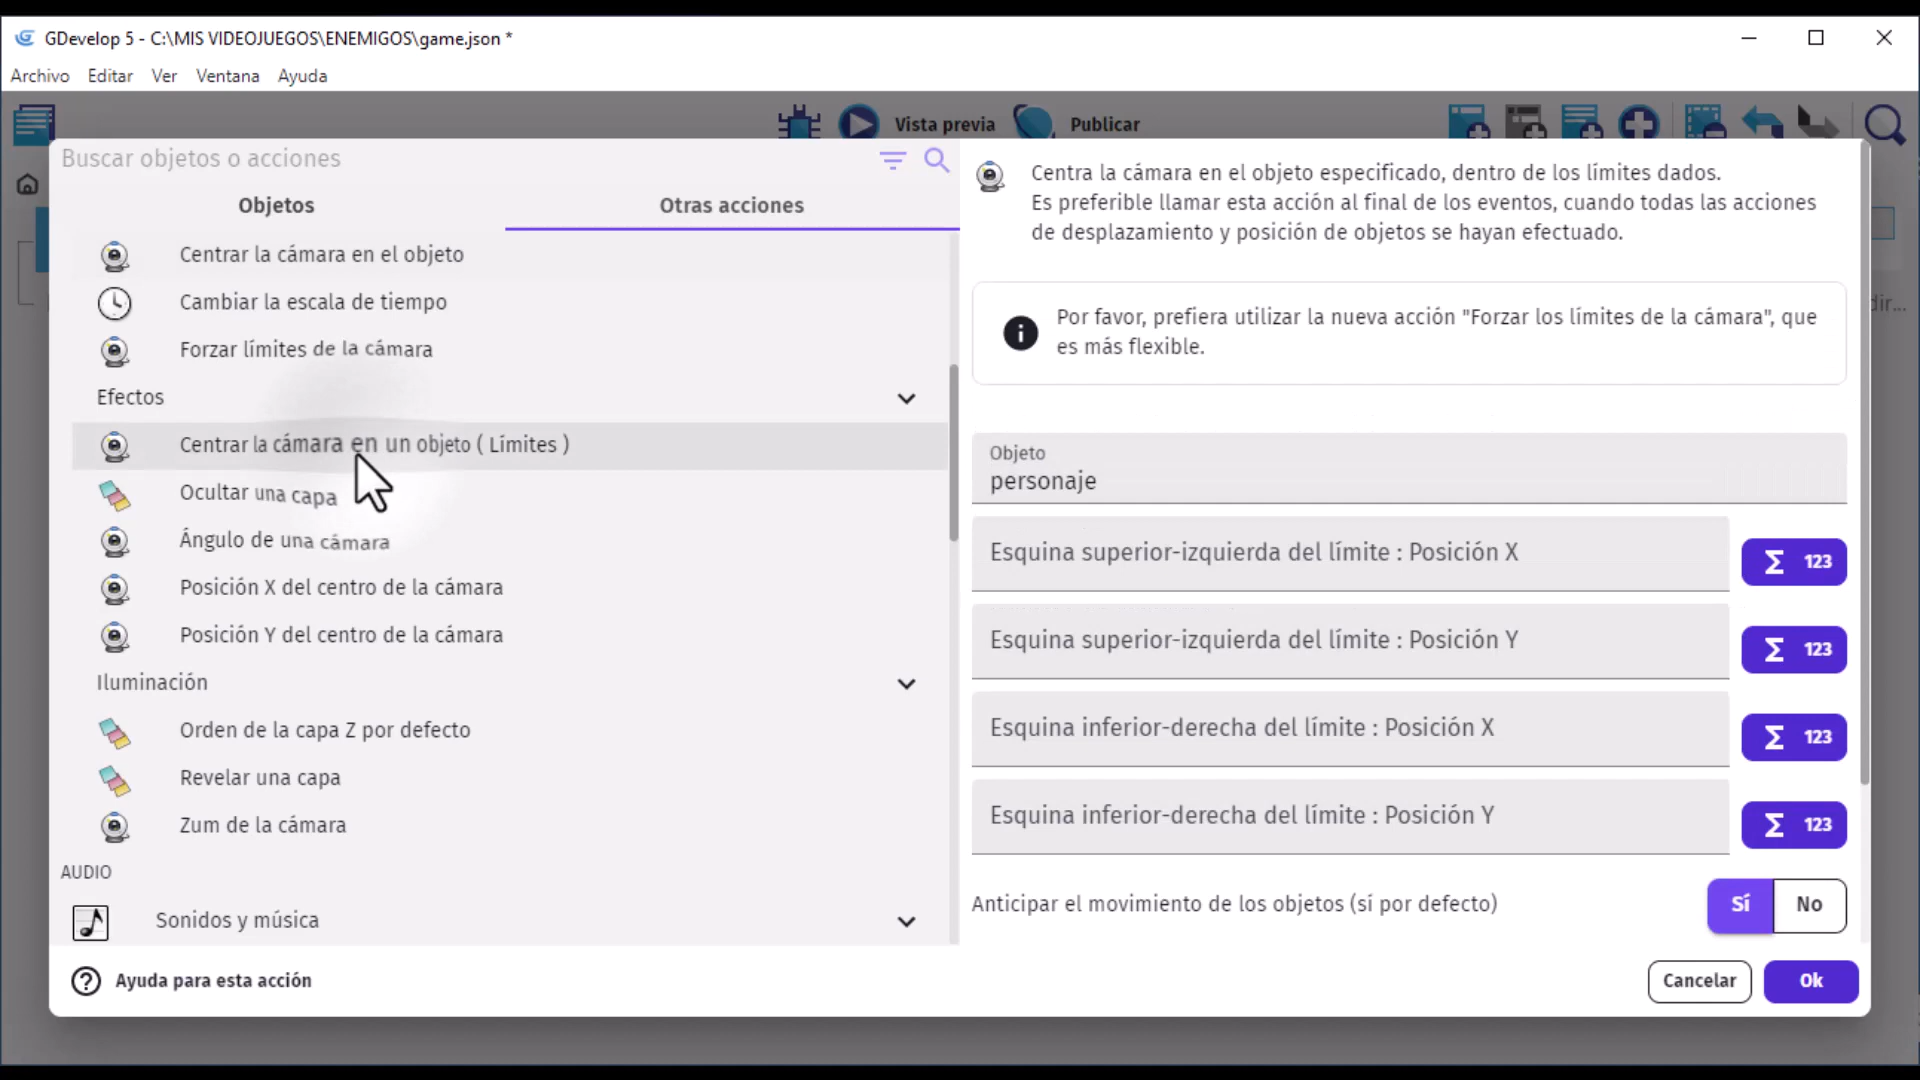 GDevelop 5 - C:\MIS VIDEOJUEGOS\ENEMIGOS\game.json *
Archivo Editar Ver Ventana Ayuda
Vista previa Publicar
Buscar objetos o acciones
Objetos Otras acciones
Centrar la cámara en el objeto
Cambiar la escala de tiempo
Forzar límites de la cámara
Efectos
Centrar la cámara en un objeto ( Límites )
Ocultar una capa
Ángulo de una cámara
Posición X del centro de la cámara
Posición Y del centro de la cámara
Iluminación
Orden de la capa Z por defecto
Revelar una capa
Zum de la cámara
AUDIO
Sonidos y música
Ayuda para esta acción
Centra la cámara en el objeto especificado, dentro de los límites dados.
Es preferible llamar esta acción al final de los eventos, cuando todas las acciones
de desplazamiento y posición de objetos se hayan efectuado.
Por favor, prefiera utilizar la nueva acción "Forzar los límites de la cámara", que
es más flexible.
Objeto
personaje
Esquina superior-izquierda del límite : Posición X
Σ 123
Esquina superior-izquierda del límite : Posición Y
Σ 123
Esquina inferior-derecha del límite : Posición X
Σ 123
Esquina inferior-derecha del límite : Posición Y
Σ 123
Anticipar el movimiento de los objetos (sí por defecto)
Sí No
Cancelar Ok